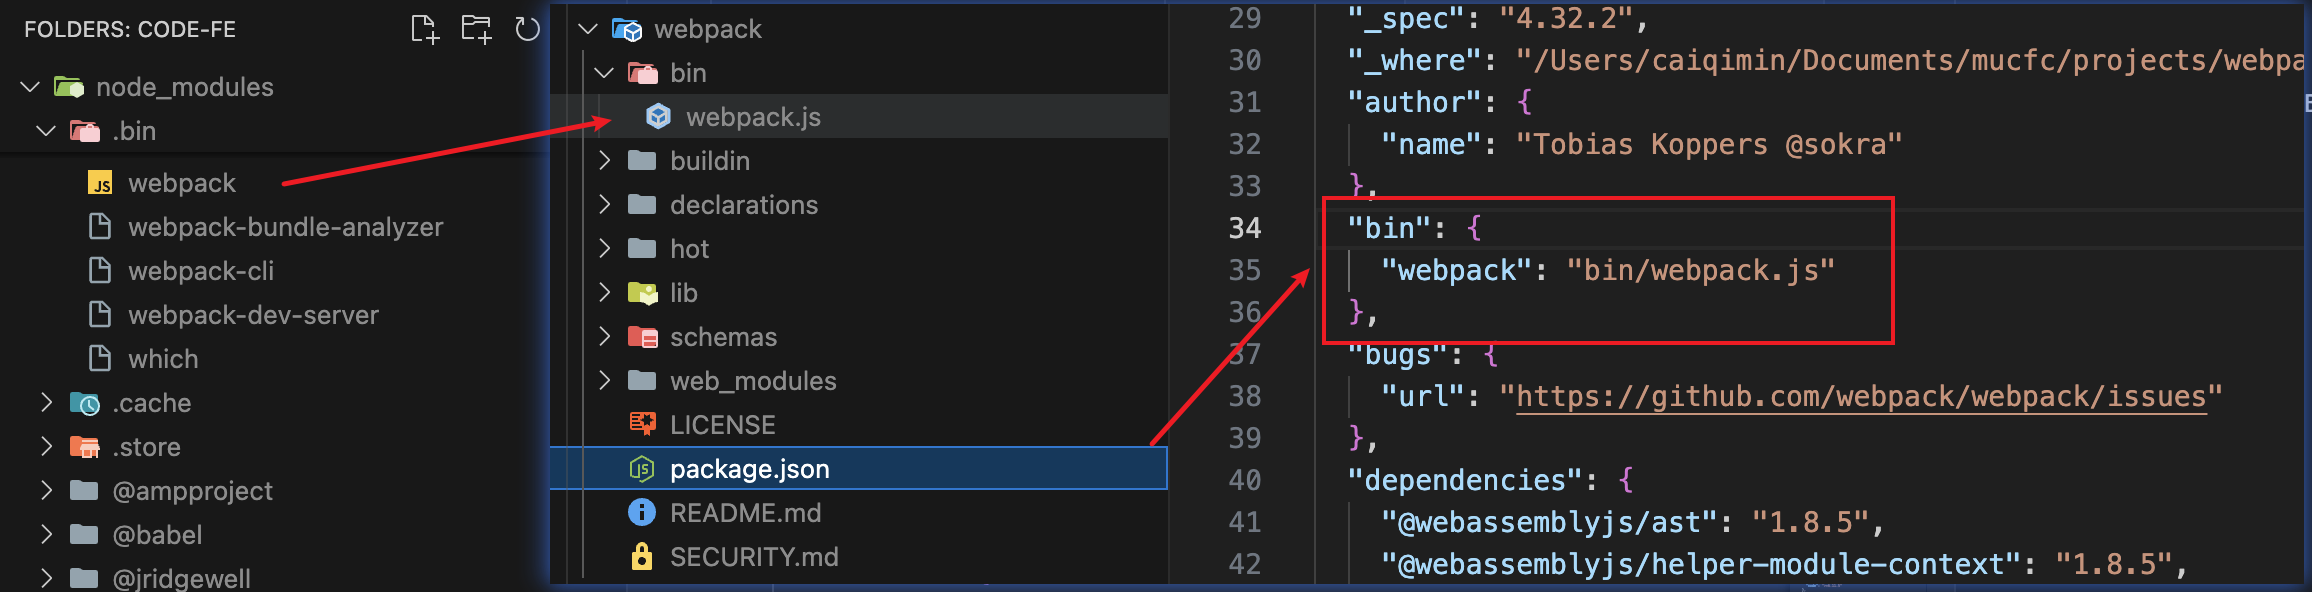 FOLDERS: CODE-FE
node_modules
.bin
webpack
webpack-bundle-analyzer
webpack-cli
webpack-dev-server
which
.cache
.store
@ampproject
@babel
@jridgewell
webpack
bin
webpack.js
buildin
declarations
hot
lib
schemas
web_modules
LICENSE
package.json
README.md
SECURITY.md
29 "_spec": "4.32.2",
30 "_where": "/Users/caiqimin/Documents/mucfc/projects/webpa
31 "author": {
32 "name": "Tobias Koppers @sokra"
33 },
34 "bin": {
35 "webpack": "bin/webpack.js"
36 },
37 "bugs": {
38 "url": "https://github.com/webpack/webpack/issues"
39 },
40 "dependencies": {
41 "@webassemblyjs/ast": "1.8.5",
42 "@webassemblyjs/helper-module-context": "1.8.5",